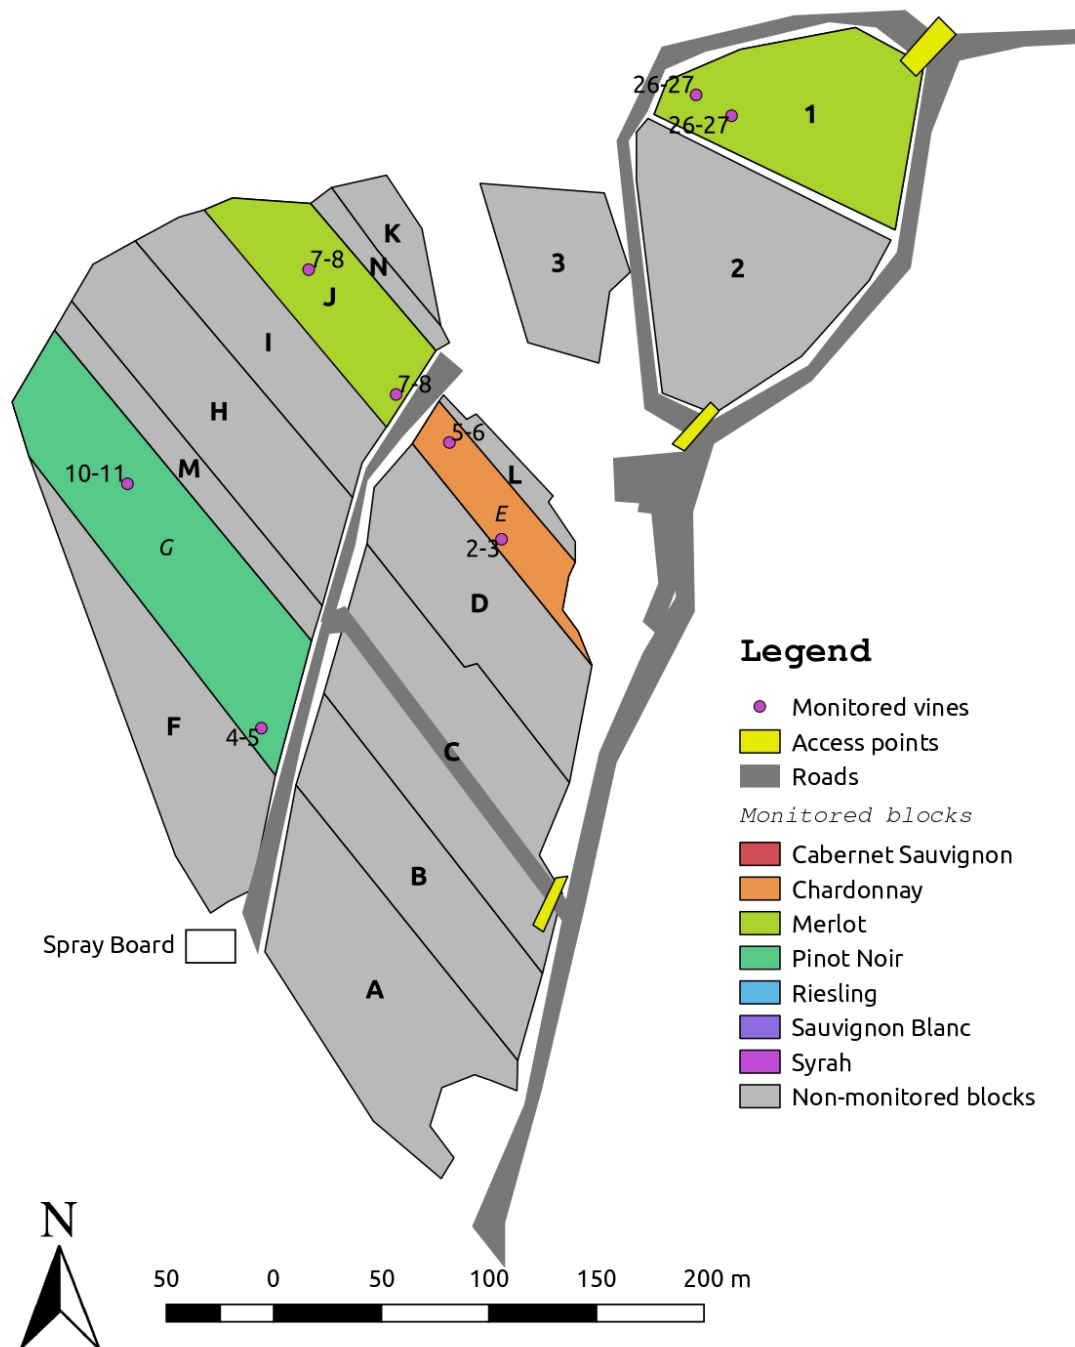 26-27
1
26-27
K
7-8
N
3
2
J
I
7-8
H
5-6
10-11
M
L
E
G
2-3
D
Legend
Monitored vines
F
4-5
Access points
C
Roads
Monitored blocks
Cabernet Sauvignon
B
Chardonnay
Merlot
Spray Board
Pinot Noir
A
Riesling
Sauvignon Blanc
Syrah
Non-monitored blocks
N
50 0 50 100 150 200 m